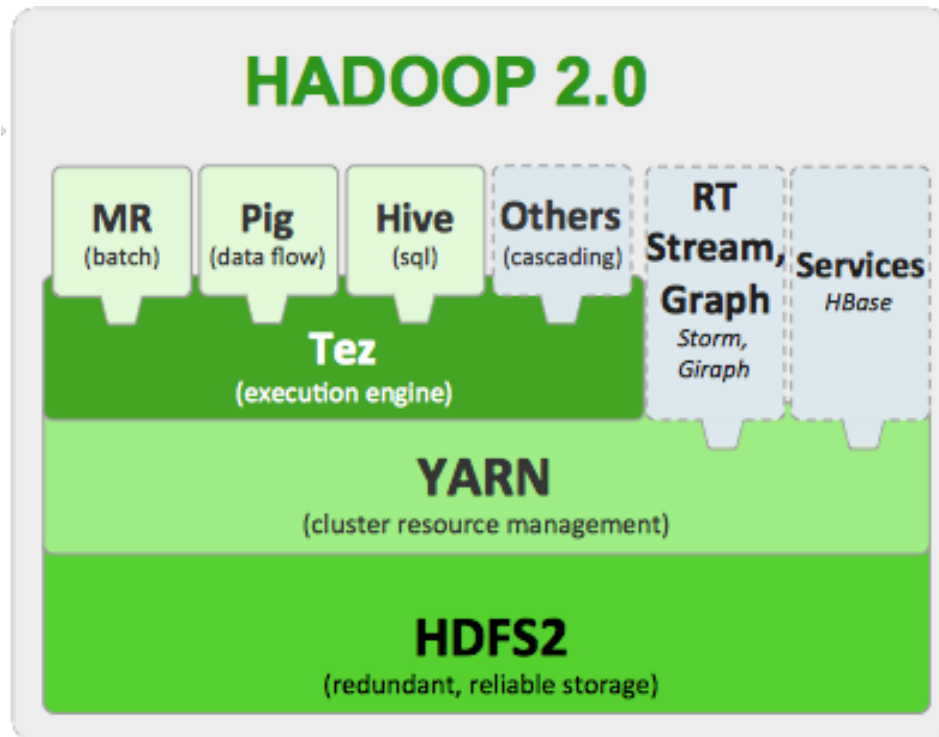 HADOOP 2.0
MR
(batch)
Pig
(data flow)
Hive
(sql)
Others
(cascading)
RT
Stream,
Graph
Storm,
Giraph
Services
HBase
Tez
(execution engine)
YARN
(cluster resource management)
HDFS2
(redundant, reliable storage)